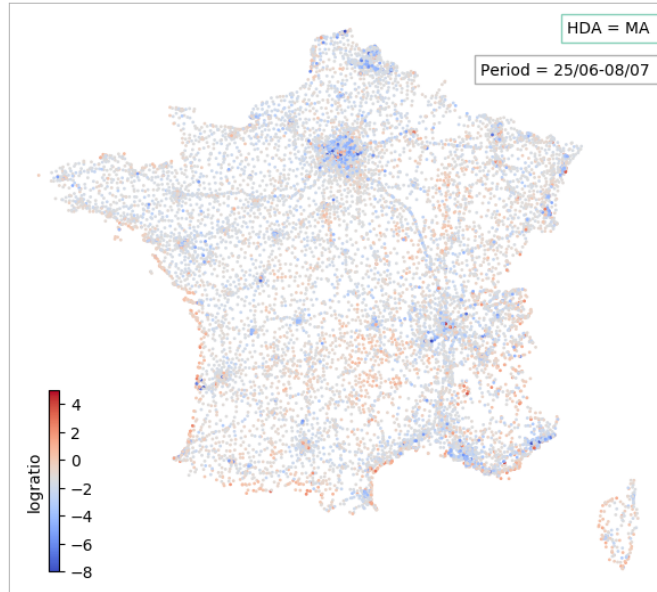 HDA = MA
Period = 25/06-08/07
logratio
4
2
0
−2
−4
−6
−8